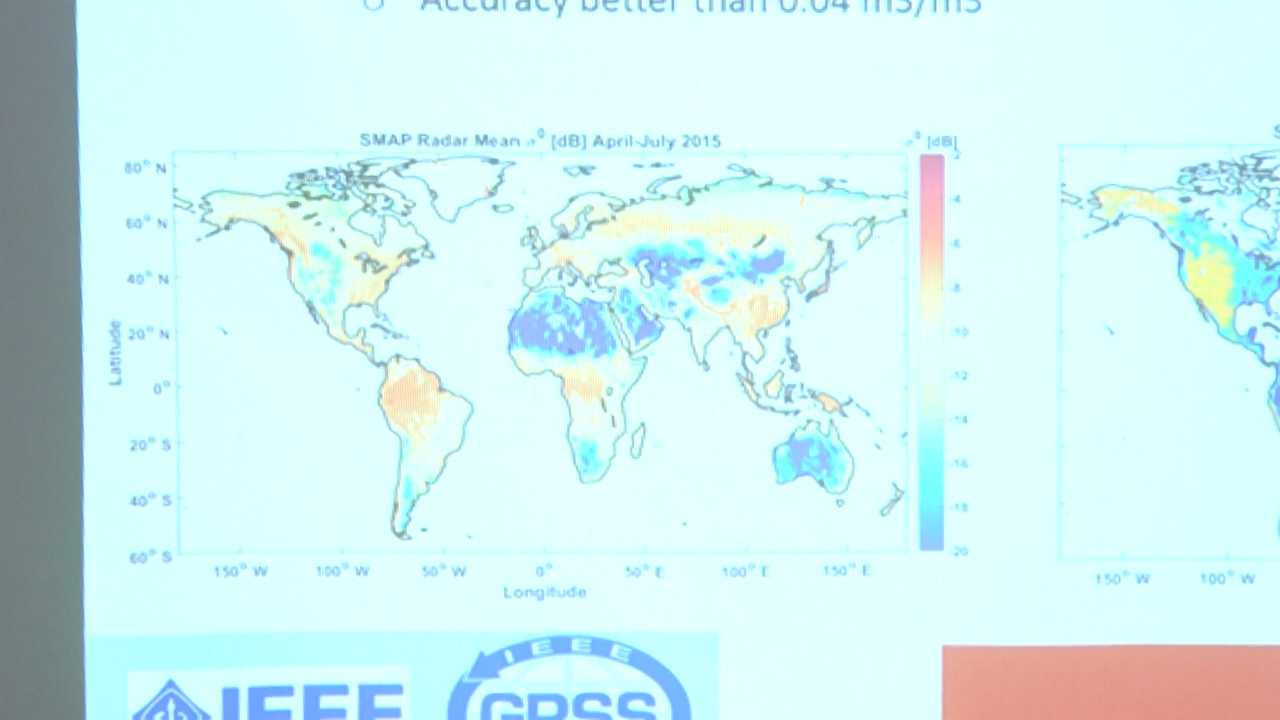 Accuracy better than 0.04 m3/m3
SMAP Radar Mean σ⁰ [dB] April-July 2015
σ⁰ [dB]
80° N
60° N
40° N
20° N
0°
20° S
40° S
60° S
Latitude
-4
-6
-8
-10
-12
-14
-16
-18
-20
150° W
100° W
50° W
0°
50° E
100° E
150° E
Longitude
150° W
100° W
IEEE
IEEE
GRSS